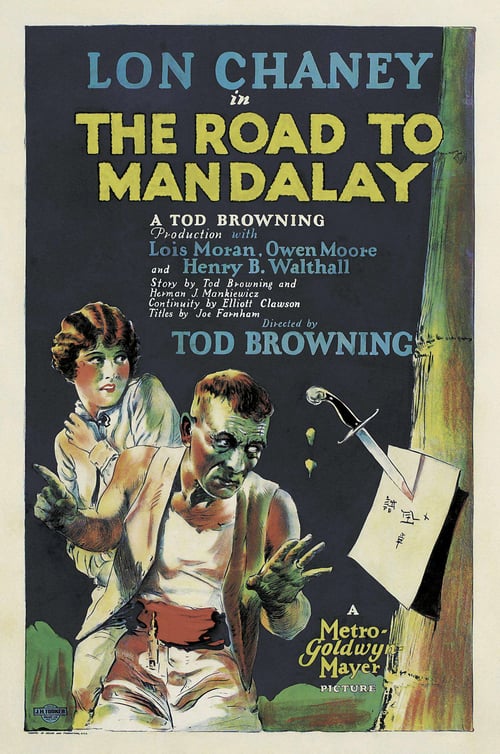 LON CHANEY
in
THE ROAD TO
MANDALAY
A TOD BROWNING
Production with
Lois Moran, Owen Moore
and Henry B. Walthall
Story by Tod Browning and
Herman J. Mankiewicz
Continuity by Elliott Clawson
Titles by Joe Farnham
Directed by
TOD BROWNING
A
Metro-
Goldwyn-
Mayer
PICTURE